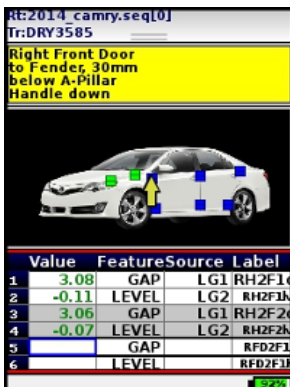 Rt:2014_camry.seq[0]
Tr:DRY3585
Right Front Door
to Fender, 30mm
below A-Pillar
Handle down
Value Feature Source Label
1 3.08 GAP LG1
2 -0.11 LEVEL LG1
3 3.06 GAP LG1
4 -0.07 LEVEL LG2
5 GAP
6 LEVEL
92%